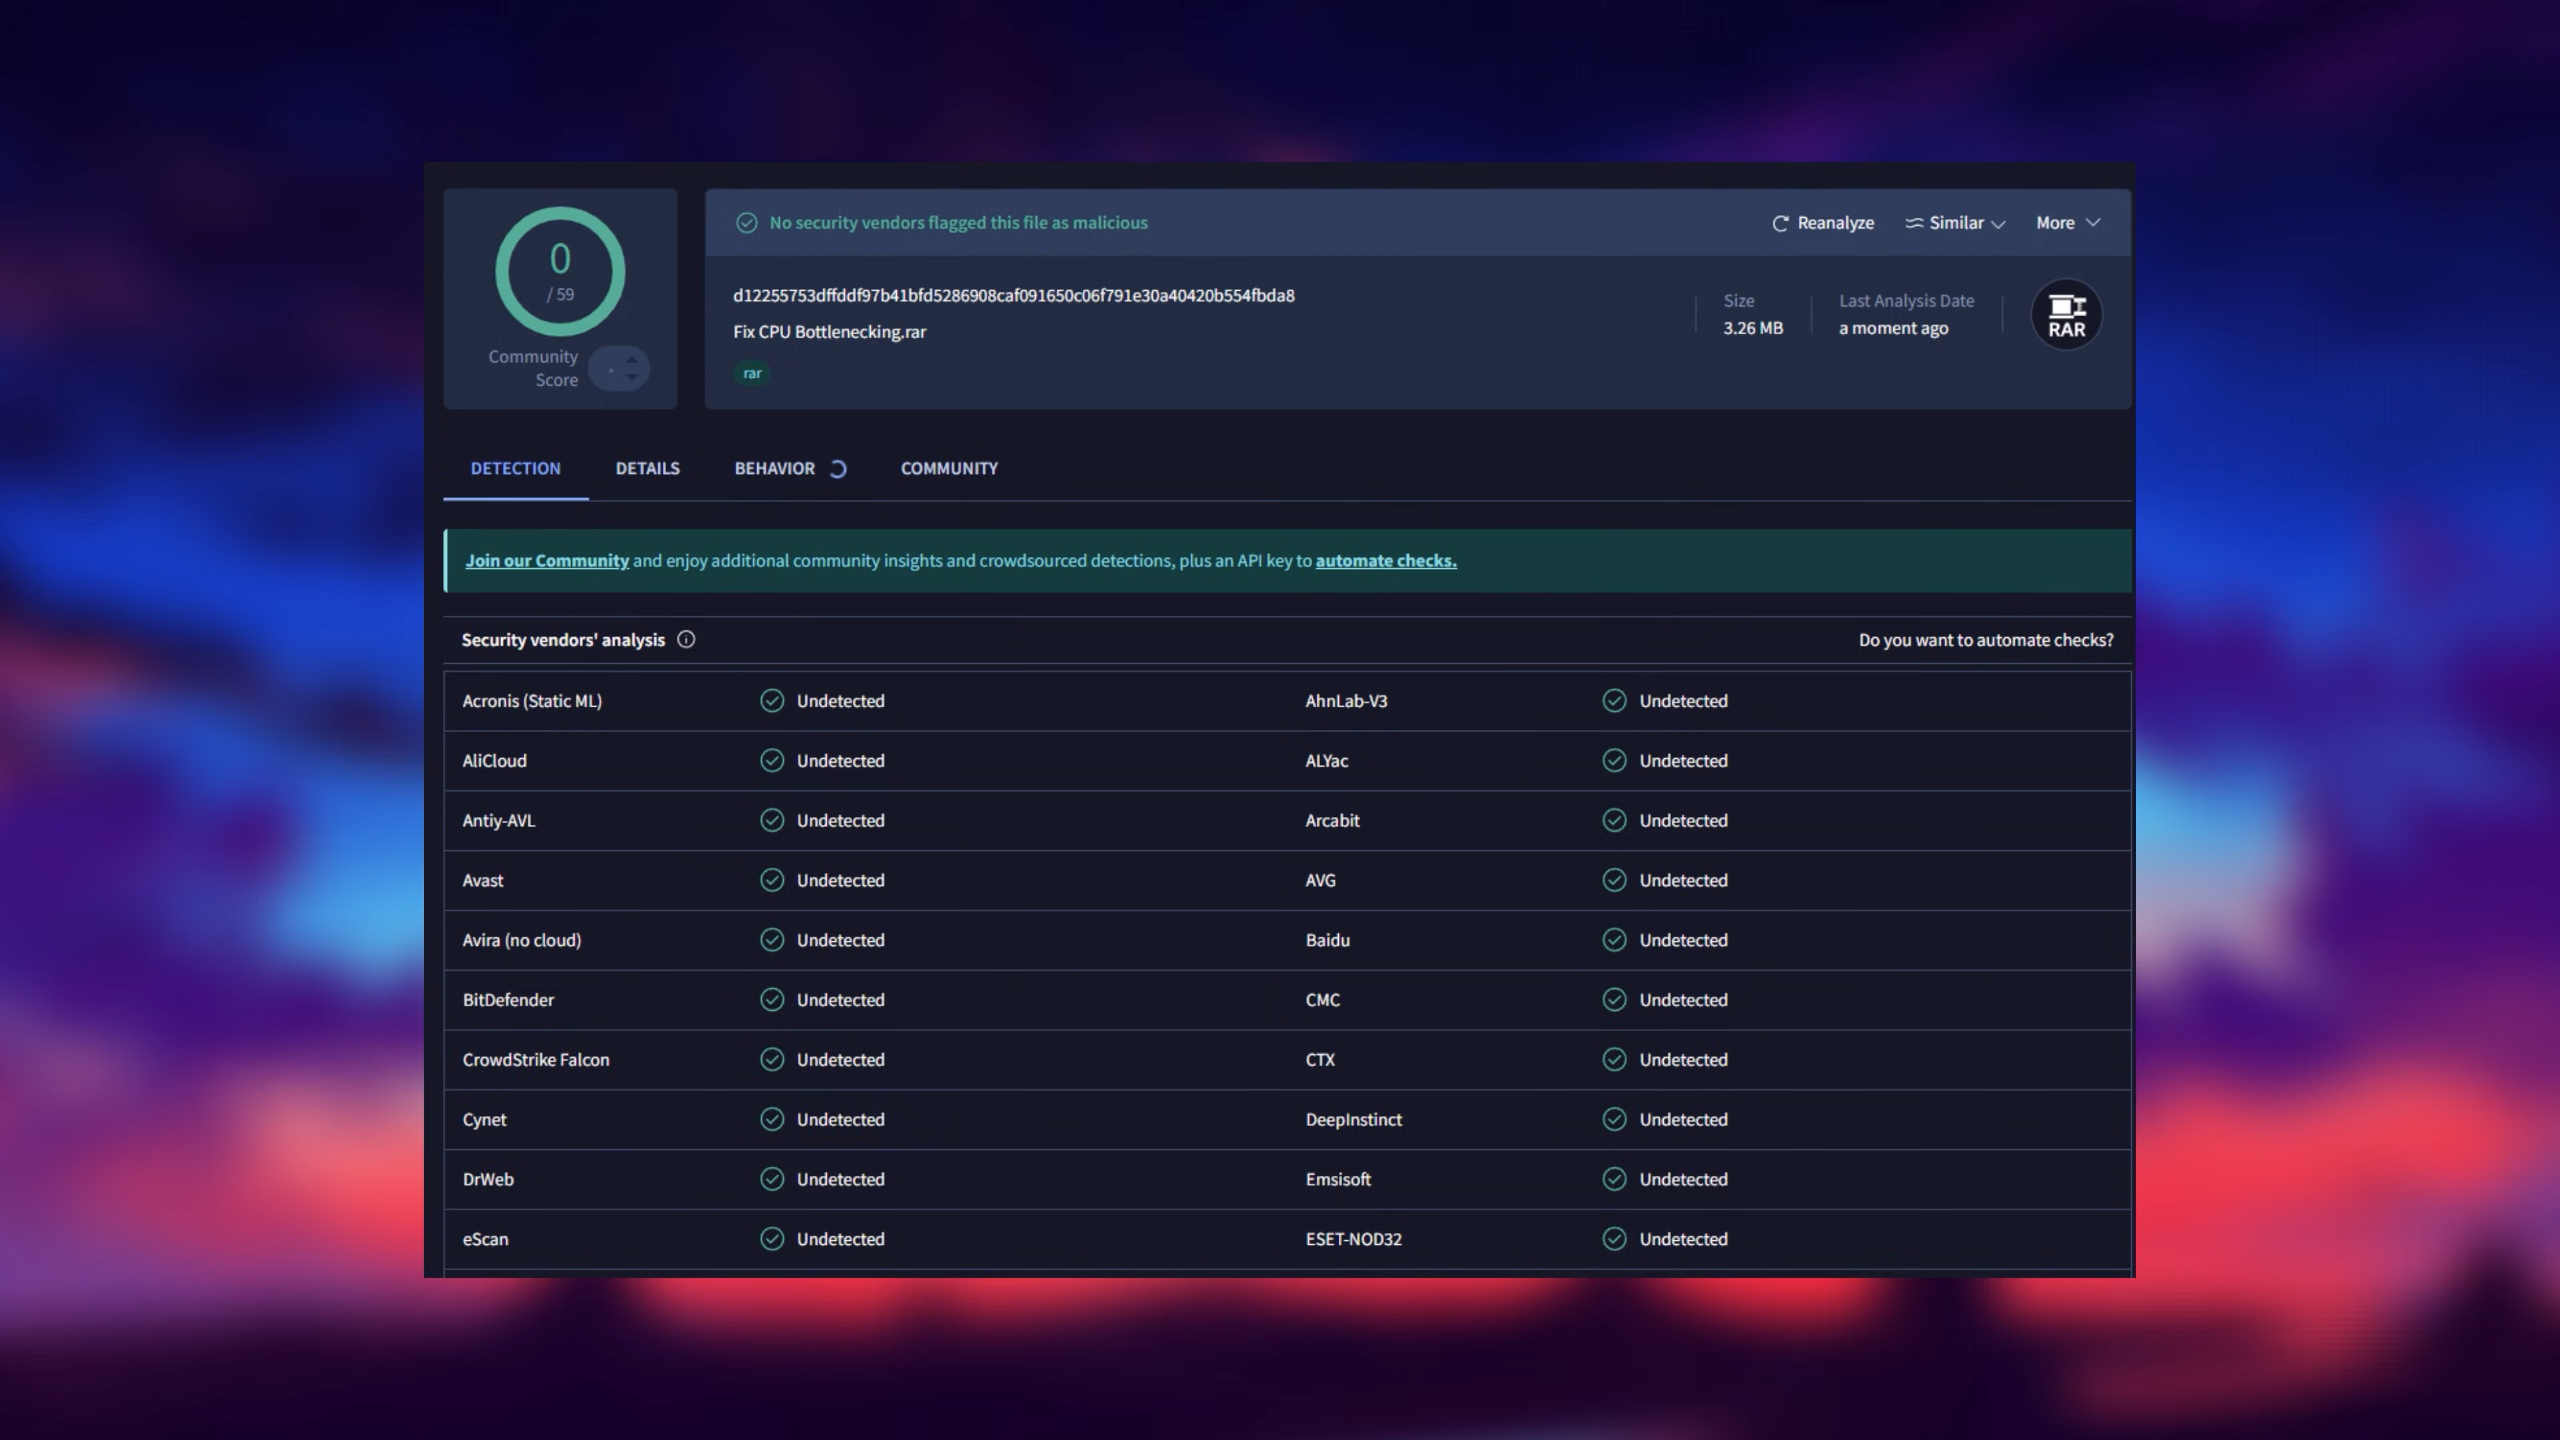 0
/ 59
Community
Score
No security vendors flagged this file as malicious
Reanalyze
Similar
More
d12255753dffddf97b41bfd5286908caf091650c06f791e30a40420b554fbda8
Fix CPU Bottlenecking.rar
rar
Size
3.26 MB
Last Analysis Date
a moment ago
RAR
DETECTION
DETAILS
BEHAVIOR
COMMUNITY
Join our Community and enjoy additional community insights and crowdsourced detections, plus an API key to automate checks.
Security vendors' analysis
Do you want to automate checks?
Acronis (Static ML) Undetected AhnLab-V3 Undetected
AliCloud Undetected ALYac Undetected
Antiy-AVL Undetected Arcabit Undetected
Avast Undetected AVG Undetected
Avira (no cloud) Undetected Baidu Undetected
BitDefender Undetected CMC Undetected
CrowdStrike Falcon Undetected CTX Undetected
Cynet Undetected DeepInstinct Undetected
DrWeb Undetected Emsisoft Undetected
eScan Undetected ESET-NOD32 Undetected